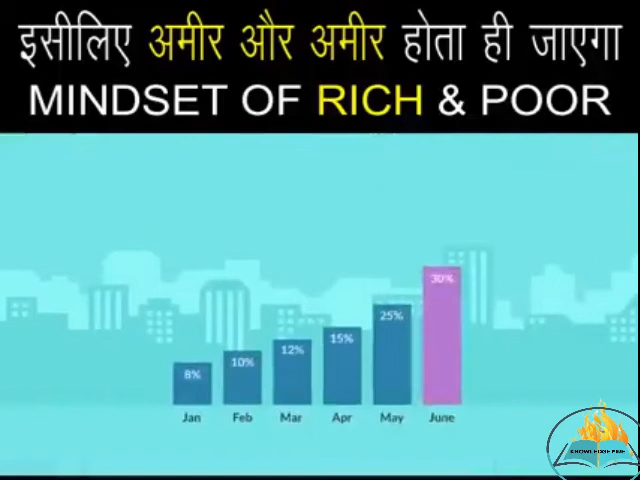 इसीलिए अमीर और अमीर होता ही जाएगा
MINDSET OF RICH & POOR
30%
25%
15%
12%
10%
8%
Jan Feb Mar Apr May June